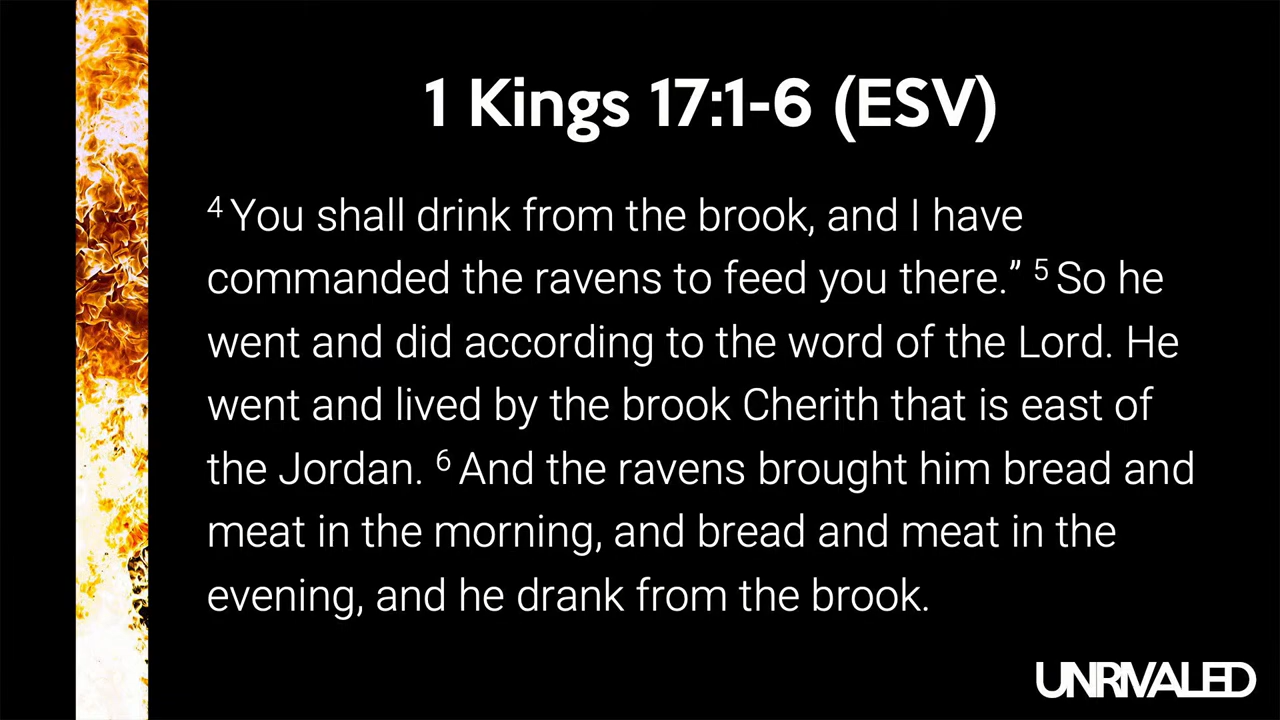 1 Kings 17:1-6 (ESV)
4 You shall drink from the brook, and I have
commanded the ravens to feed you there.” 5 So he
went and did according to the word of the Lord. He
went and lived by the brook Cherith that is east of
the Jordan. 6 And the ravens brought him bread and
meat in the morning, and bread and meat in the
evening, and he drank from the brook.
UNRIVALED